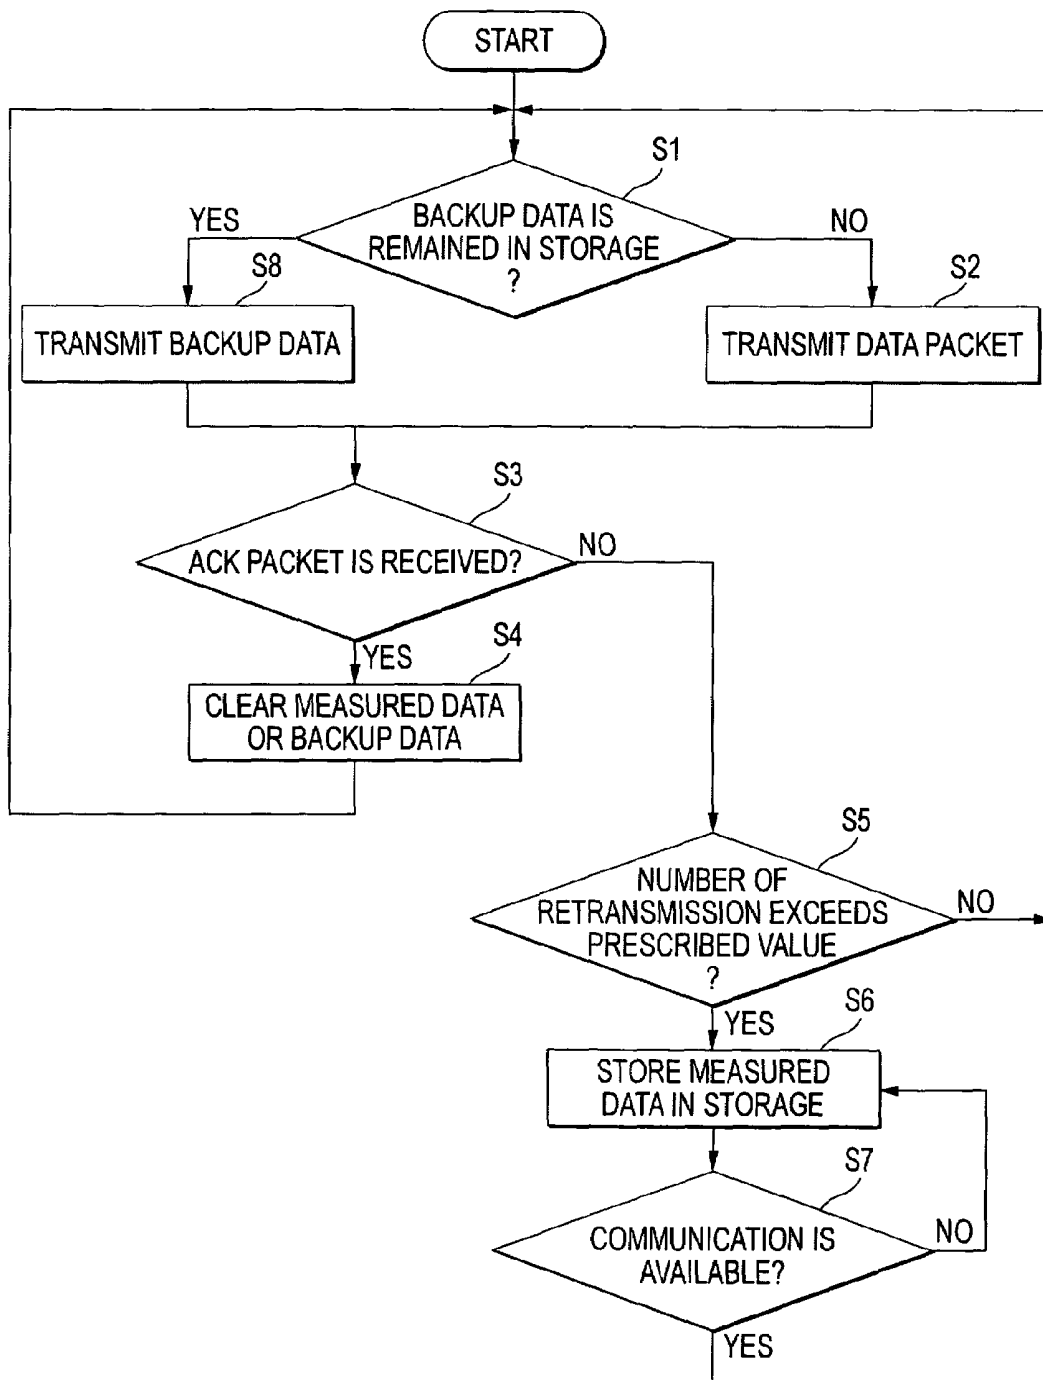 START
S1
BACKUP DATA IS
REMAINED IN STORAGE
?
YES
NO
S8
TRANSMIT BACKUP DATA
S2
TRANSMIT DATA PACKET
S3
ACK PACKET IS RECEIVED?
NO
YES
S4
CLEAR MEASURED DATA
OR BACKUP DATA
S5
NUMBER OF
RETRANSMISSION EXCEEDS
PRESCRIBED VALUE
?
NO
YES
S6
STORE MEASURED
DATA IN STORAGE
S7
COMMUNICATION IS
AVAILABLE?
NO
YES